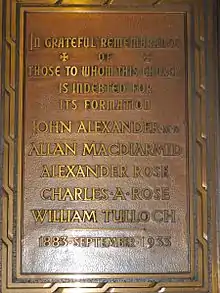 IN GRATEFUL REMEMBRANCE
OF
THOSE TO WHOM THIS CHURCH
IS INDEBTED FOR
ITS FORMATION
JOHN ALEXANDER
ALLAN MACDIARMID
ALEXANDER ROSE
CHARLES A. ROSE
WILLIAM TULLOCH
1883 SEPTEMBER 1933